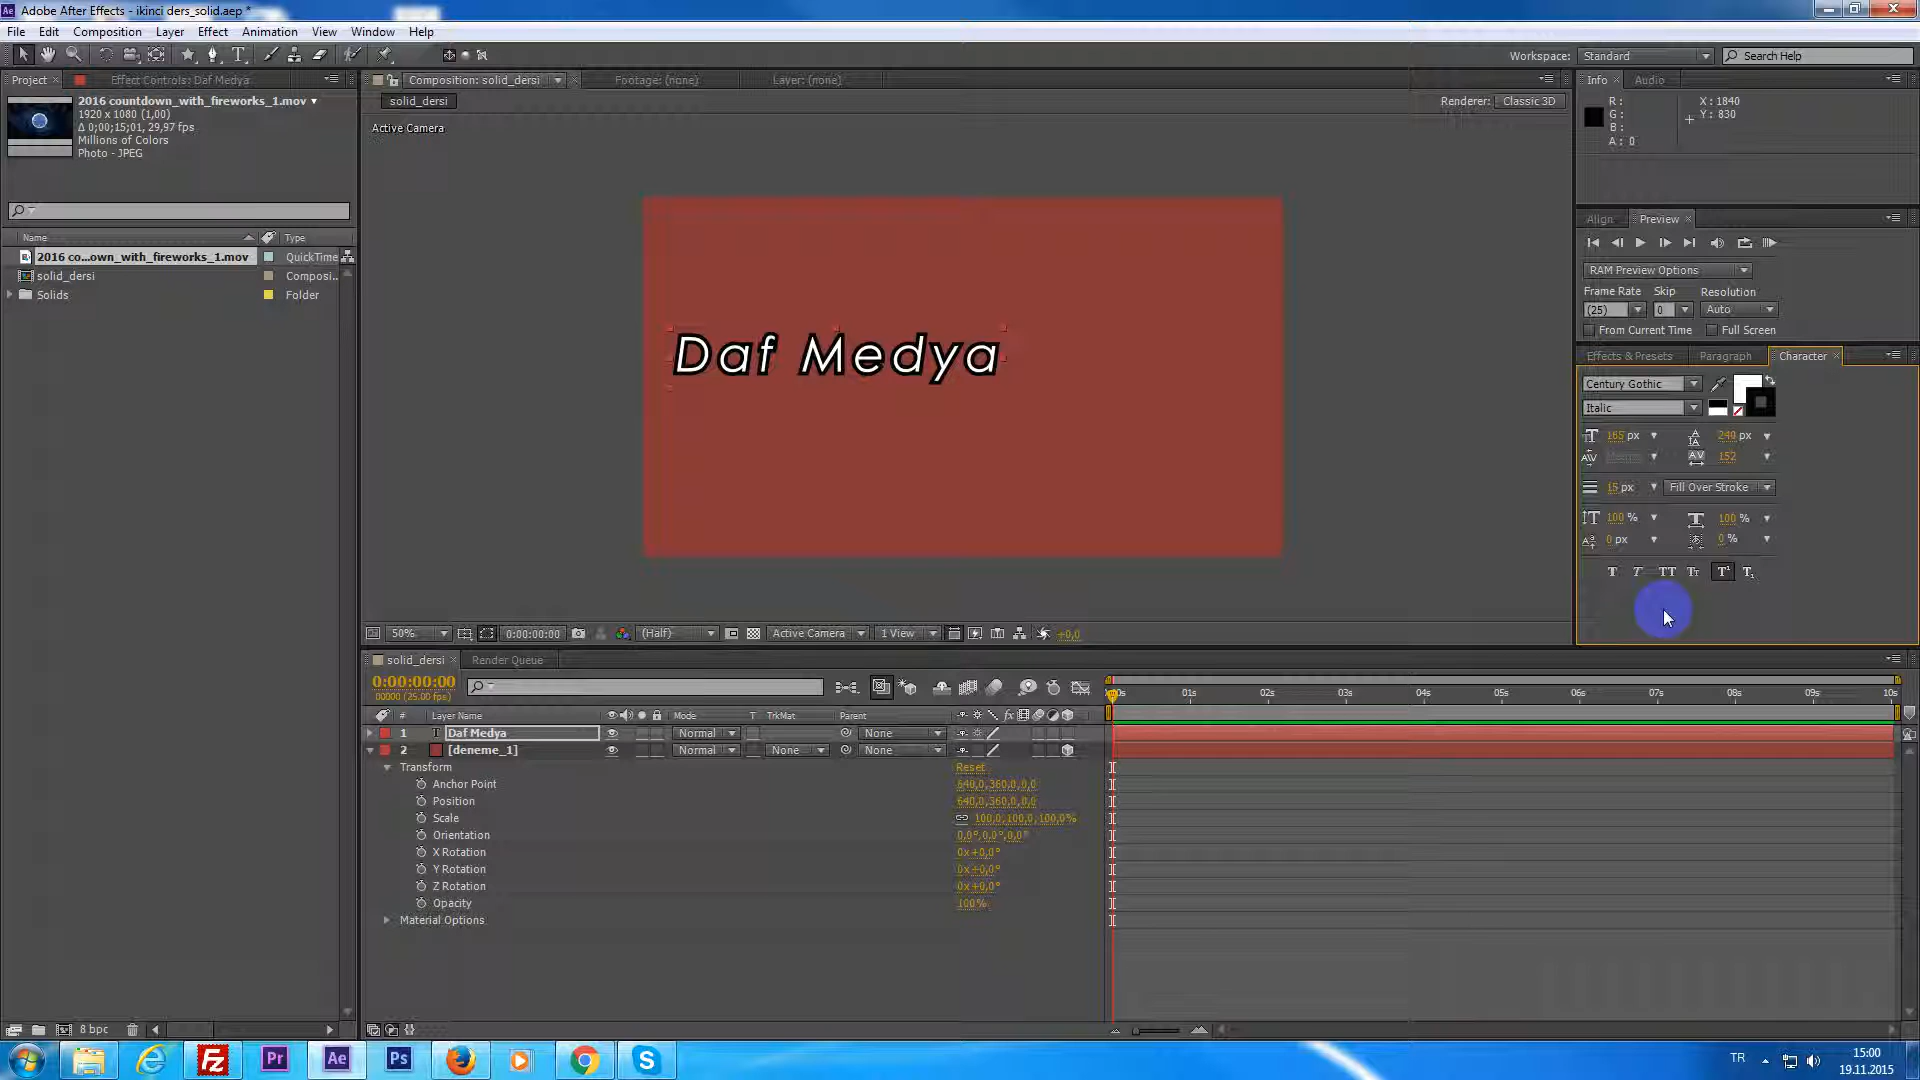 Adobe After Effects - ikinci ders_solid.aep *
File Edit Composition Layer Effect Animation View Window Help
Workspace: Standard Search Help
Project Effect Controls: Daf Medya
2016 countdown_with_fireworks_1.mov
1920 x 1080 (1,00)
Δ 0;00;15;01, 29,97 fps
Millions of Colors
Photo - JPEG
Name Type
2016 co...own_with_fireworks_1.mov QuickTime
solid_dersi Composi...
Solids Folder
8 bpc
Composition: solid_dersi Footage: (none) Layer: (none)
solid_dersi
Renderer: Classic 3D
Active Camera
Daf Medya
50% 0:00:00:00 (Half) Active Camera 1 View +0,0
Info Audio
R: X: 1840
G: Y: 830
B:
A: 0
Align Preview
RAM Preview Options
Frame Rate Skip Resolution
(25) 0 Auto
From Current Time Full Screen
Effects & Presets Paragraph Character
Century Gothic
Italic
165 px 240 px
152
15 px Fill Over Stroke
100 % 100 %
0 px 0 %
T T TT Tт T¹ T₁
solid_dersi Render Queue
0:00:00:00
00000 (25.00 fps)
01s 02s 03s 04s 05s 06s 07s 08s 09s 10s
# Layer Name Mode T TrkMat Parent
1 T Daf Medya Normal None
2 [deneme_1] Normal None None
Transform Reset
Anchor Point 640,0,360,0,0,0
Position 640,0,360,0,0,0
Scale 100,0,100,0,100,0%
Orientation 0,0°,0,0°,0,0°
X Rotation 0x+0,0°
Y Rotation 0x+0,0°
Z Rotation 0x+0,0°
Opacity 100%
Material Options
TR 15:00
19.11.2015